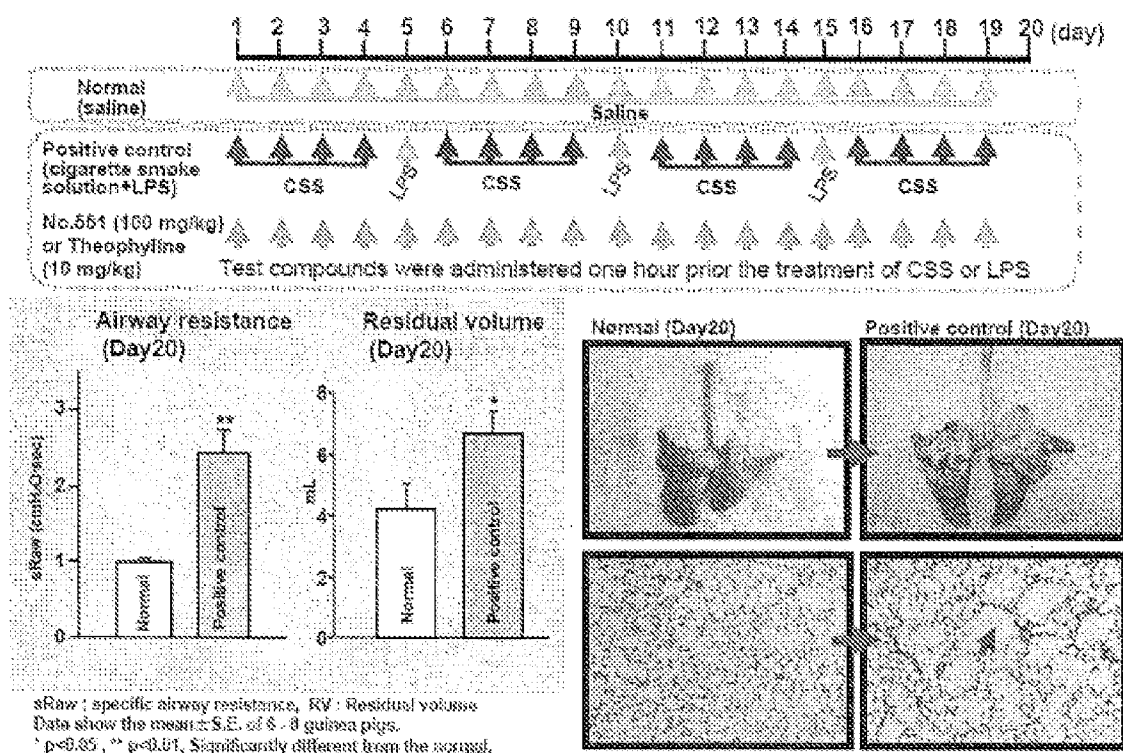 1 2 3 4 5 6 7 8 9 10 11 12 13 14 15 16 17 18 19 20 (day)
Normal
(saline)
Saline
Positive control
(cigarette smoke
solution+LPS)
CSS LPS CSS LPS CSS LPS CSS
No.551 (100 mg/kg)
or Theophylline
(10 mg/kg)
Test compounds were administered one hour prior the treatment of CSS or LPS
Airway resistance
(Day20)
Residual volume
(Day20)
Normal (Day20)
Positive control (Day20)
sRaw (cmH₂O·sec)
3
2
1
0
**
Normal
Positive control
mL
8
6
4
2
0
*
Normal
Positive control
sRaw : specific airway resistance, RV : Residual volume
Data show the mean±S.E. of 6 - 8 guinea pigs.
* p<0.05 , ** p<0.01, Significantly different from the normal.